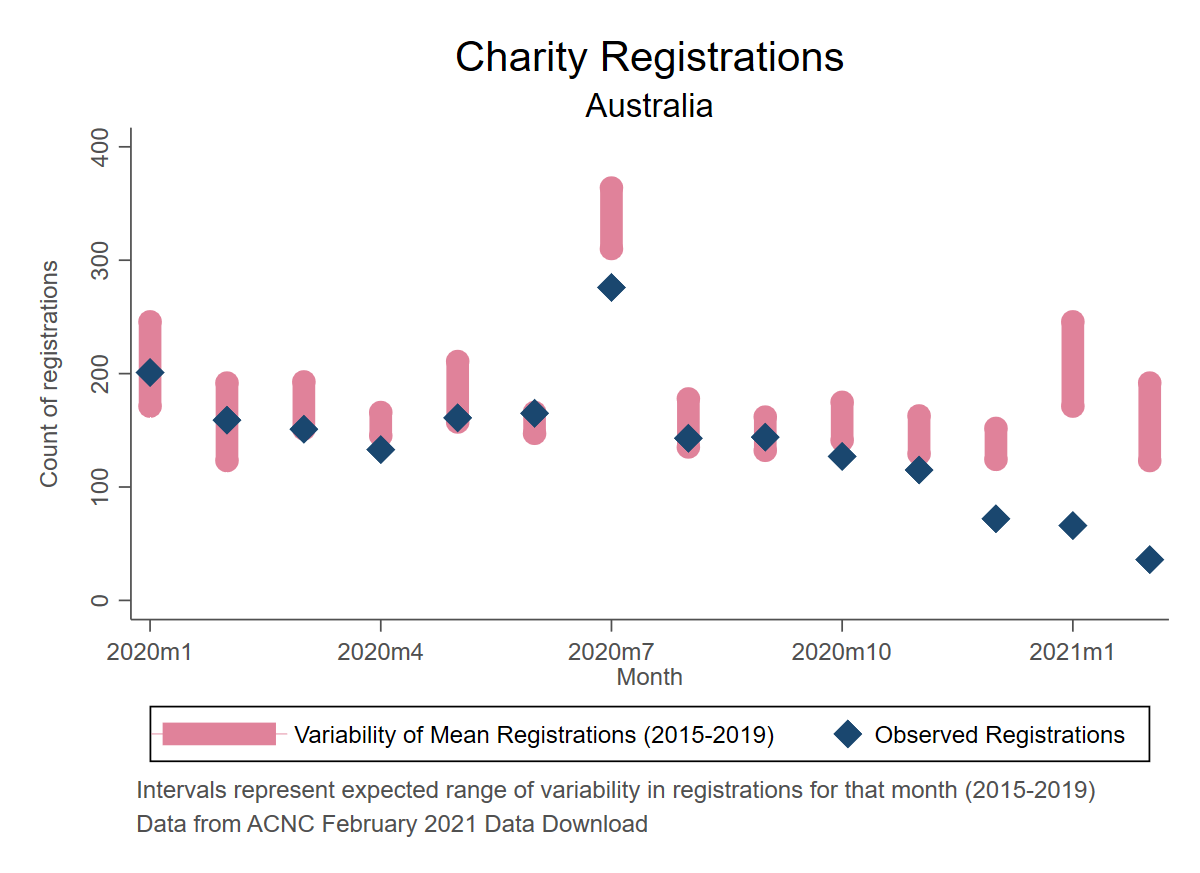 Charity Registrations
Australia
Count of registrations
400
300
200
100
0
2020m1 2020m4 2020m7 2020m10 2021m1
Month
Variability of Mean Registrations (2015-2019) Observed Registrations
Intervals represent expected range of variability in registrations for that month (2015-2019)
Data from ACNC February 2021 Data Download